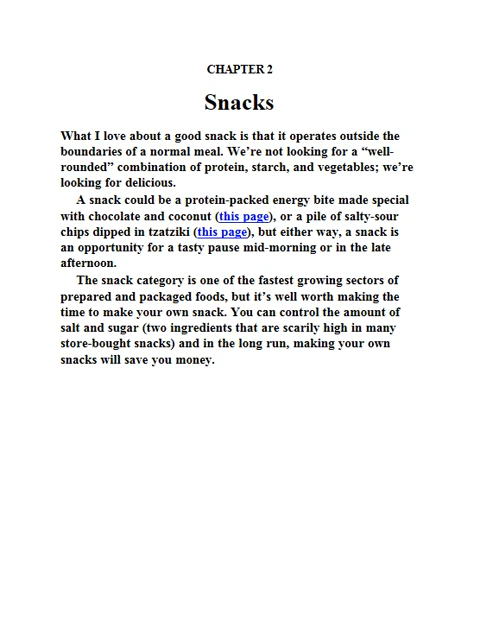 CHAPTER 2
Snacks
What I love about a good snack is that it operates outside the
boundaries of a normal meal. We’re not looking for a “well-
rounded” combination of protein, starch, and vegetables; we’re
looking for delicious.
A snack could be a protein-packed energy bite made special
with chocolate and coconut (this page), or a pile of salty-sour
chips dipped in tzatziki (this page), but either way, a snack is
an opportunity for a tasty pause mid-morning or in the late
afternoon.
The snack category is one of the fastest growing sectors of
prepared and packaged foods, but it’s well worth making the
time to make your own snack. You can control the amount of
salt and sugar (two ingredients that are scarily high in many
store-bought snacks) and in the long run, making your own
snacks will save you money.